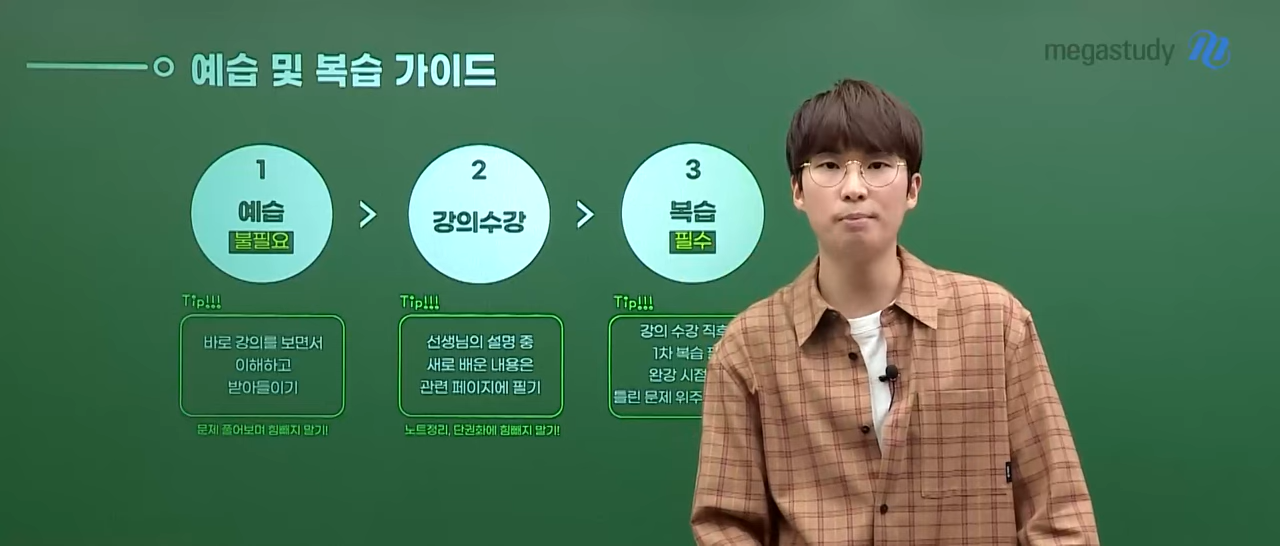 megastudy
예습 및 복습 가이드
1
예습
불필요
2
강의수강
3
복습
필수
Tip!!!
바로 강의를 보면서
이해하고
받아들이기
문제 풀어보며 힘빼지 말기!
Tip!!!
선생님의 설명 중
새로 배운 내용은
관련 페이지에 필기
노트정리, 단권화에 힘빼지 말기!
Tip!!!
강의 수강 직후
1차 복습
완강 시점
틀린 문제 위주